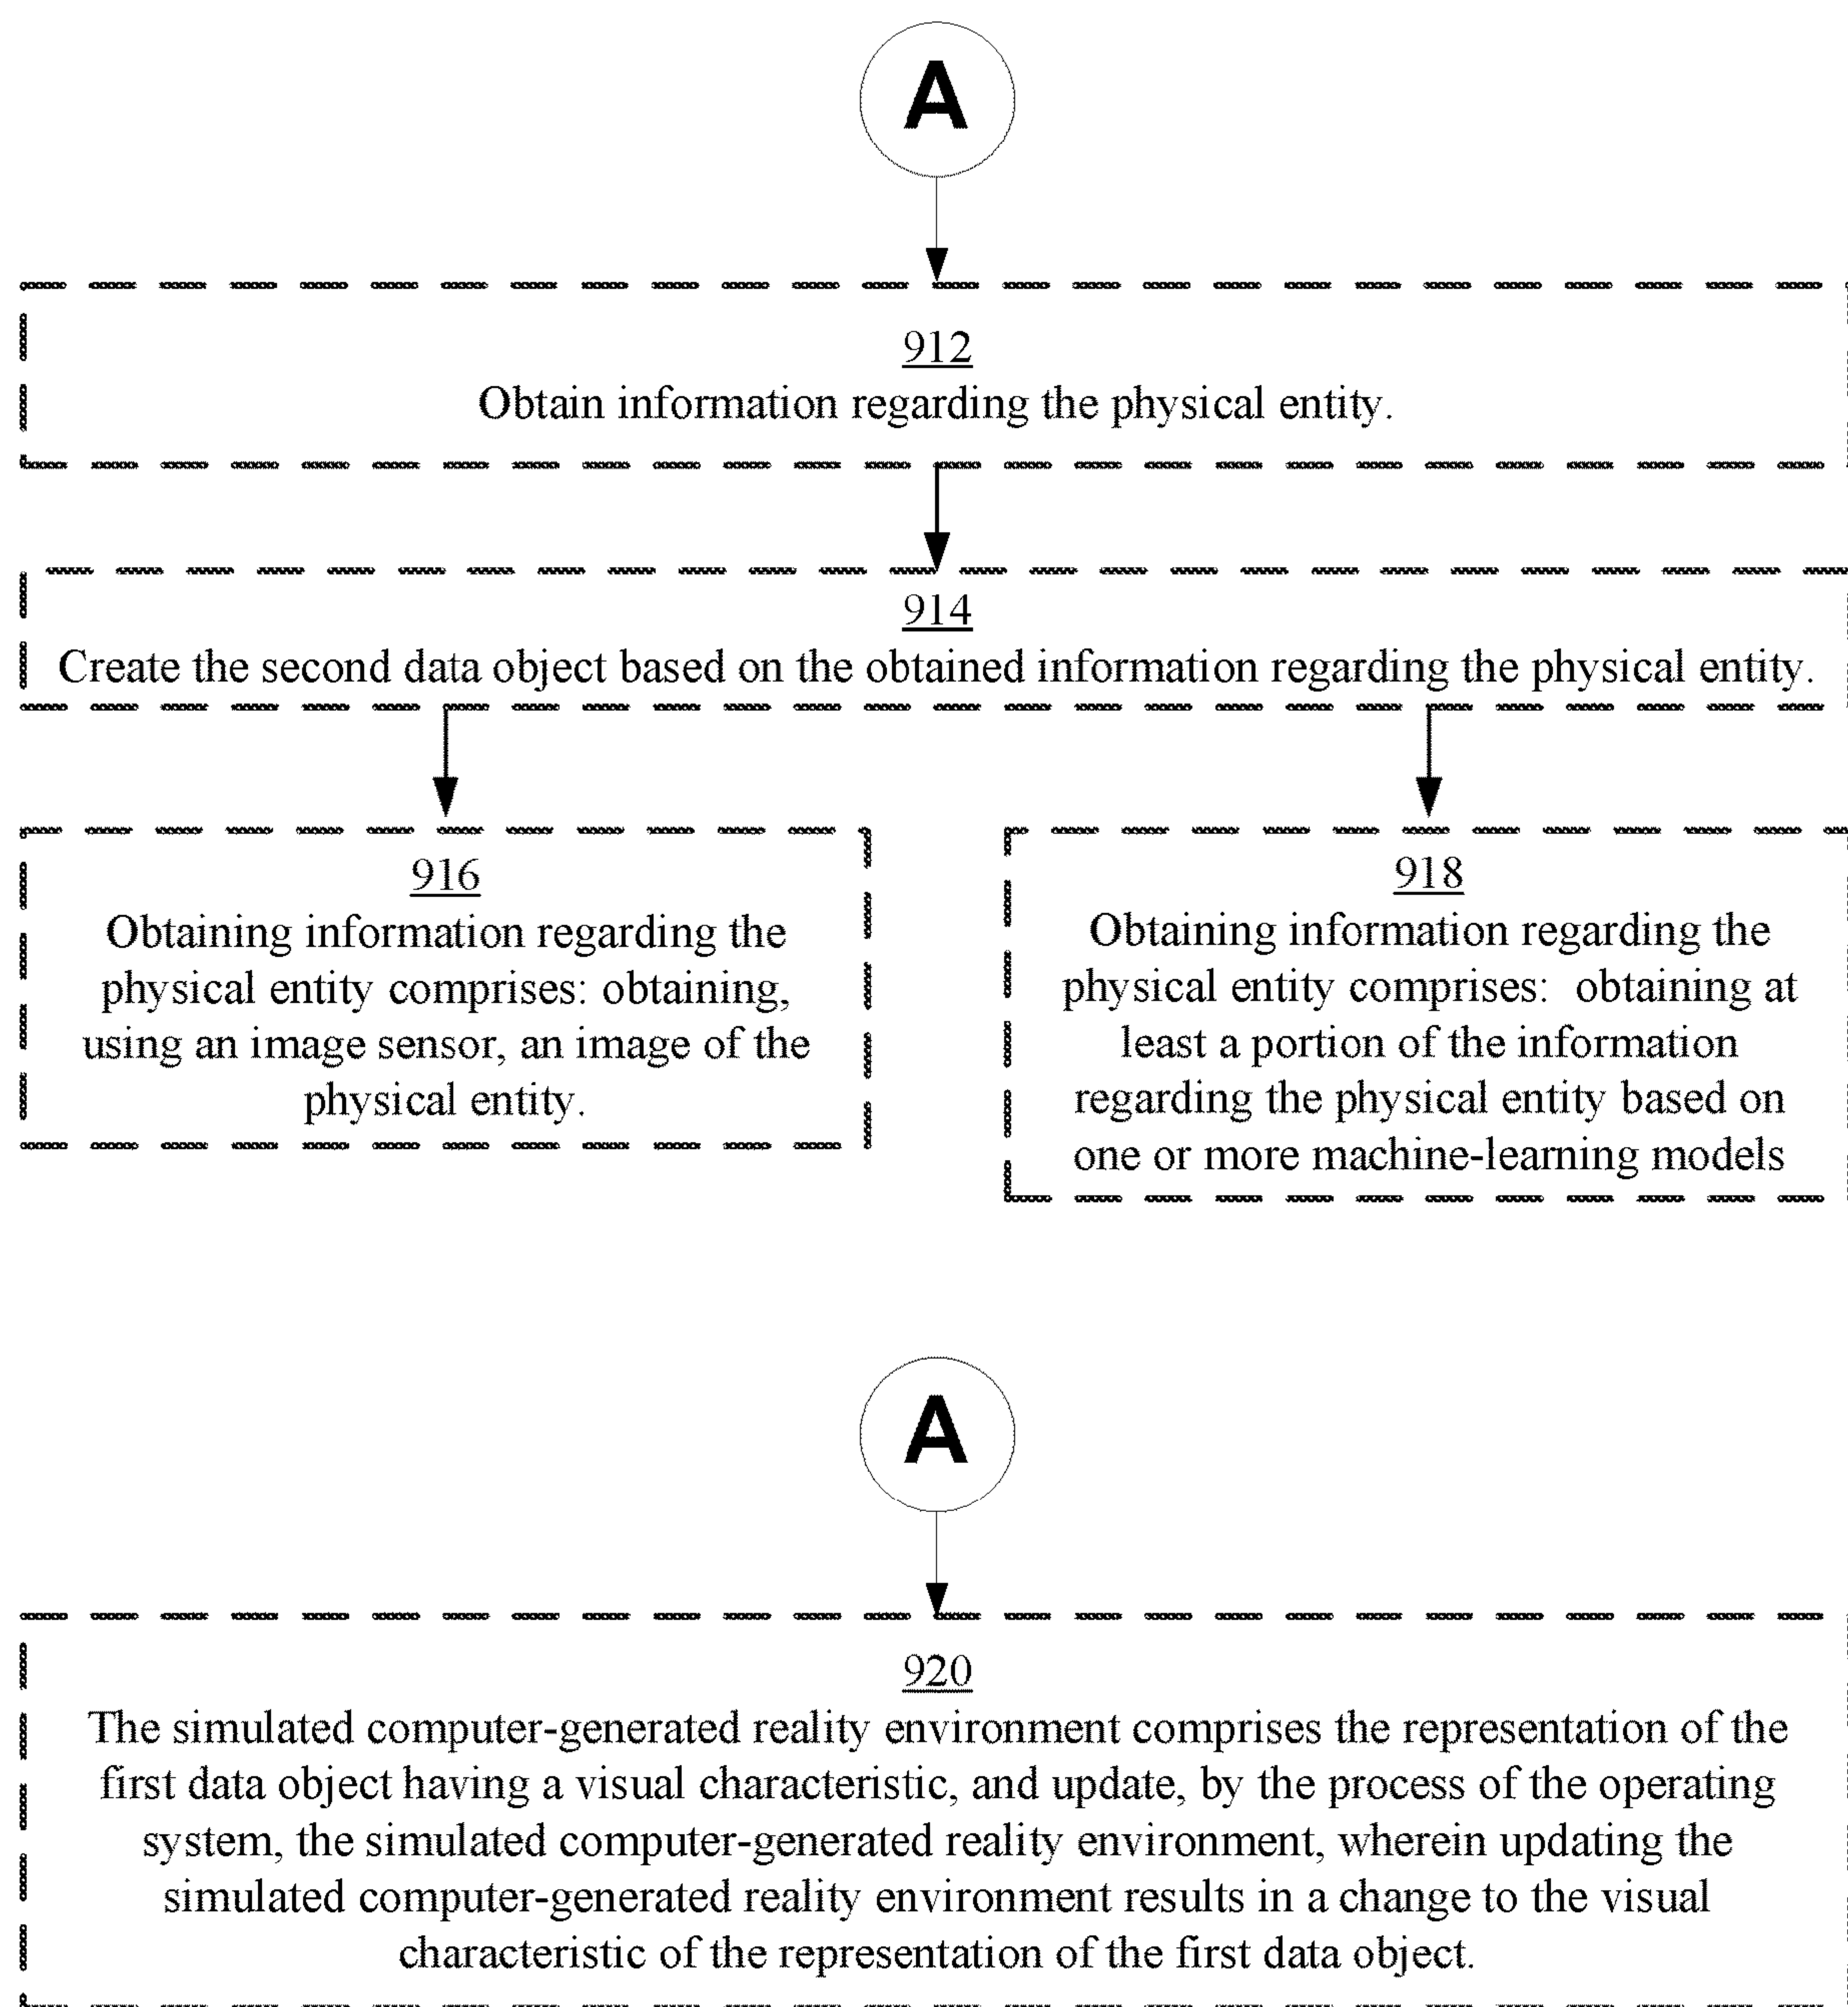 A
912
Obtain information regarding the physical entity.
914
Create the second data object based on the obtained information regarding the physical entity.
916
Obtaining information regarding the
physical entity comprises: obtaining,
using an image sensor, an image of the
physical entity.
918
Obtaining information regarding the
physical entity comprises:  obtaining at
least a portion of the information
regarding the physical entity based on
one or more machine-learning models
A
920
The simulated computer-generated reality environment comprises the representation of the
first data object having a visual characteristic, and update, by the process of the operating
system, the simulated computer-generated reality environment, wherein updating the
simulated computer-generated reality environment results in a change to the visual
characteristic of the representation of the first data object.